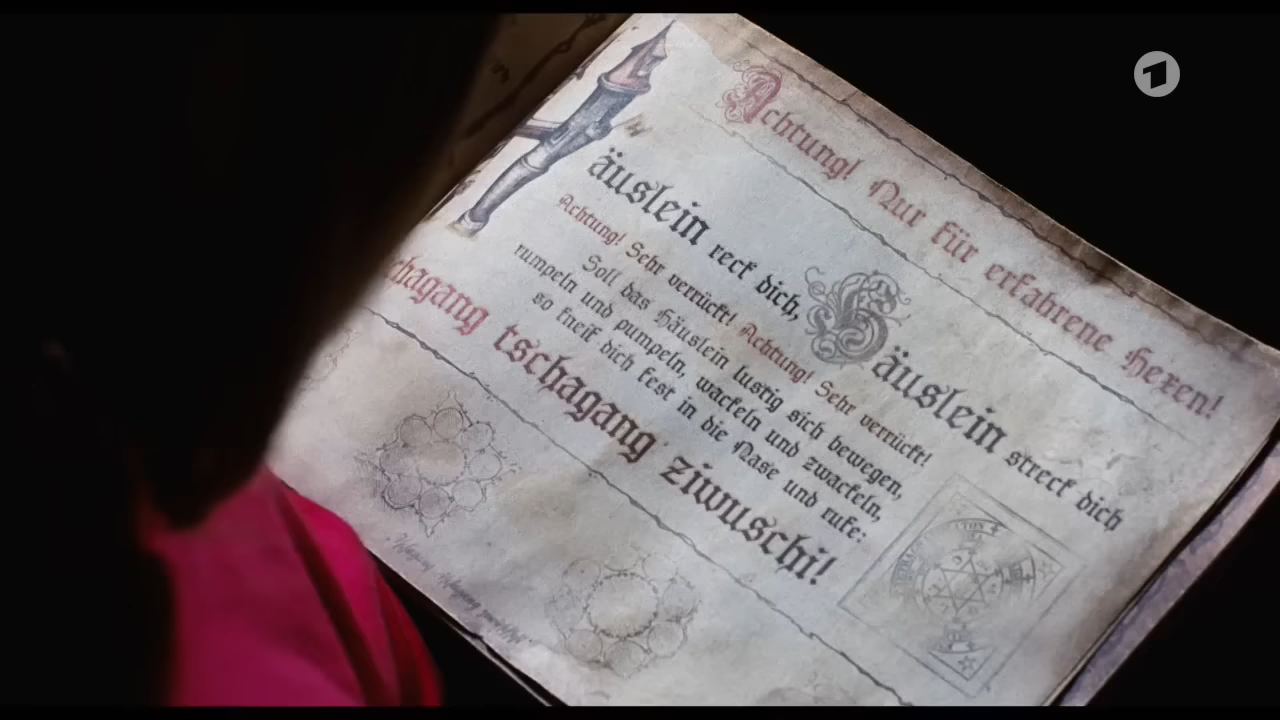 Achtung! Nur für erfahrene Hexen!
äuslein reck dich, Häuslein streck dich
Achtung! Sehr verrückt! Achtung! Sehr verrückt!
Soll das Häuslein lustig sich bewegen,
rumpeln und pumpeln, wackeln und zwackeln,
so kneif dich fest in die Nase und rufe:
chagang tschagang ziwuschi!